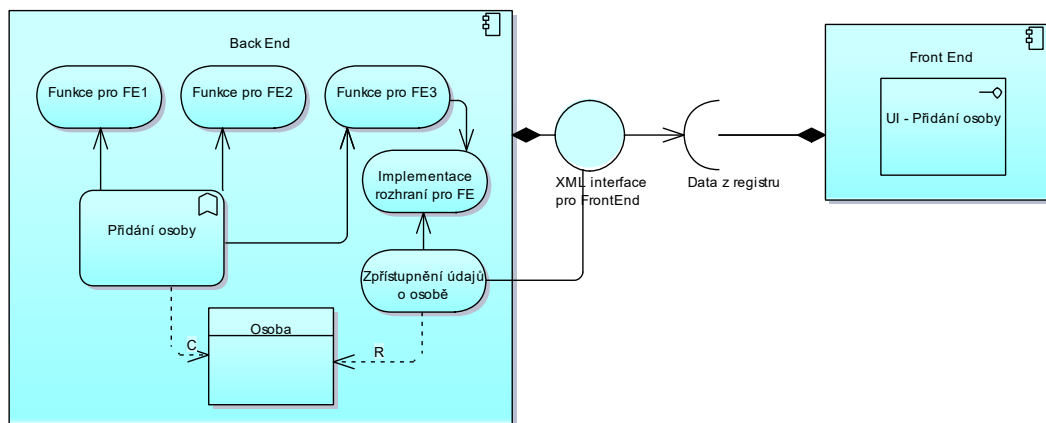 Back End
Front End
Funkce pro FE1
Funkce pro FE2
Funkce pro FE3
UI - Přidání osoby
Implementace
rozhraní pro FE
XML interface
pro FrontEnd
Data z registru
Přidání osoby
Zpřístupnění údajů
o osobě
Osoba
C
R